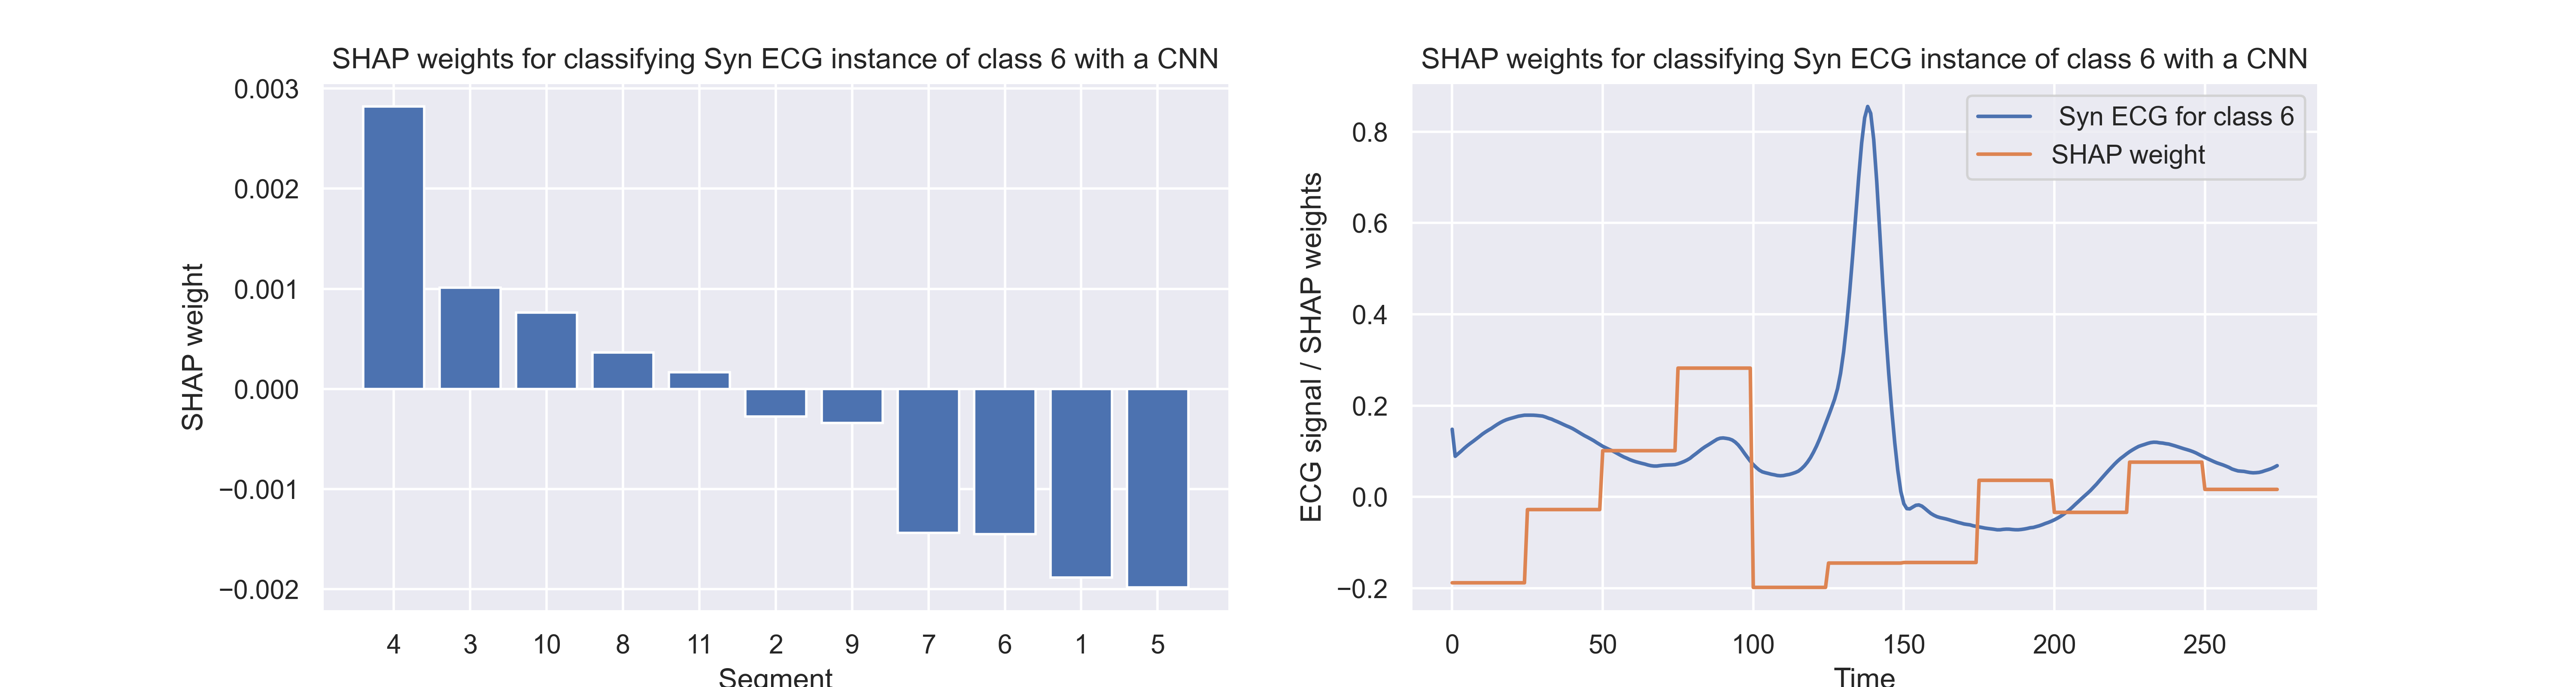 SHAP weights for classifying Syn ECG instance of class 6 with a CNN
0.003
0.002
0.001
0.000
−0.001
−0.002
SHAP weight
4 3 10 8 11 2 9 7 6 1 5
Segment
SHAP weights for classifying Syn ECG instance of class 6 with a CNN
Syn ECG for class 6
SHAP weight
0.8
0.6
0.4
0.2
0.0
−0.2
ECG signal / SHAP weights
0 50 100 150 200 250
Time